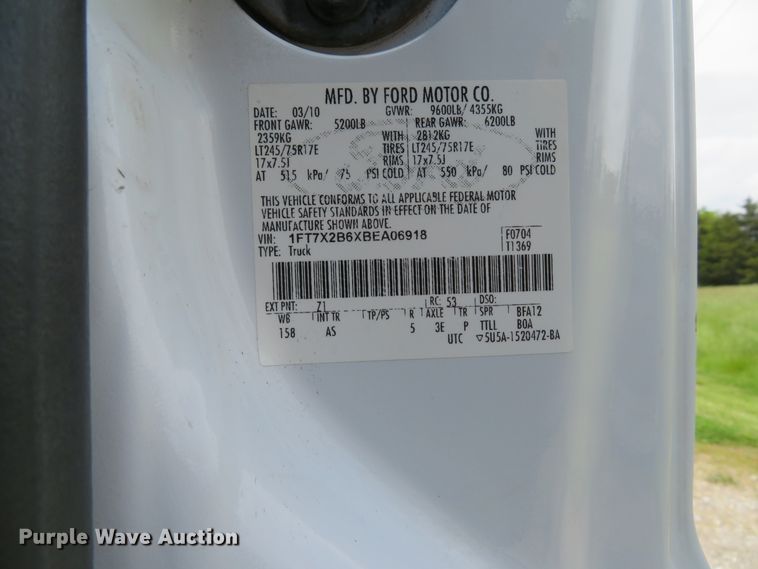 MFD. BY FORD MOTOR CO.
DATE: 03/10 GVWR: 9600LB/ 4355KG
FRONT GAWR: 5200LB REAR GAWR: 6200LB
2359KG WITH 2812KG WITH
LT245/75R17E TIRES LT245/75R17E TIRES
17x7.5J RIMS 17x7.5J RIMS
AT 515 kPa/ 75 PSI COLD AT 550 kPa/ 80 PSI COLD
THIS VEHICLE CONFORMS TO ALL APPLICABLE FEDERAL MOTOR
VEHICLE SAFETY STANDARDS IN EFFECT ON THE DATE OF
MANUFACTURE SHOWN ABOVE.
VIN: 1FT7X2B6XBEA06918 F0704
TYPE: Truck T1369
EXT PNT: Z1 RC: 53 DSO:
WB INT TR TP/PS R AXLE TR SPR BFA12
158 AS 5 3E P TTLL BOA
UTC ▽5U5A-1520472-BA
Purple Wave Auction